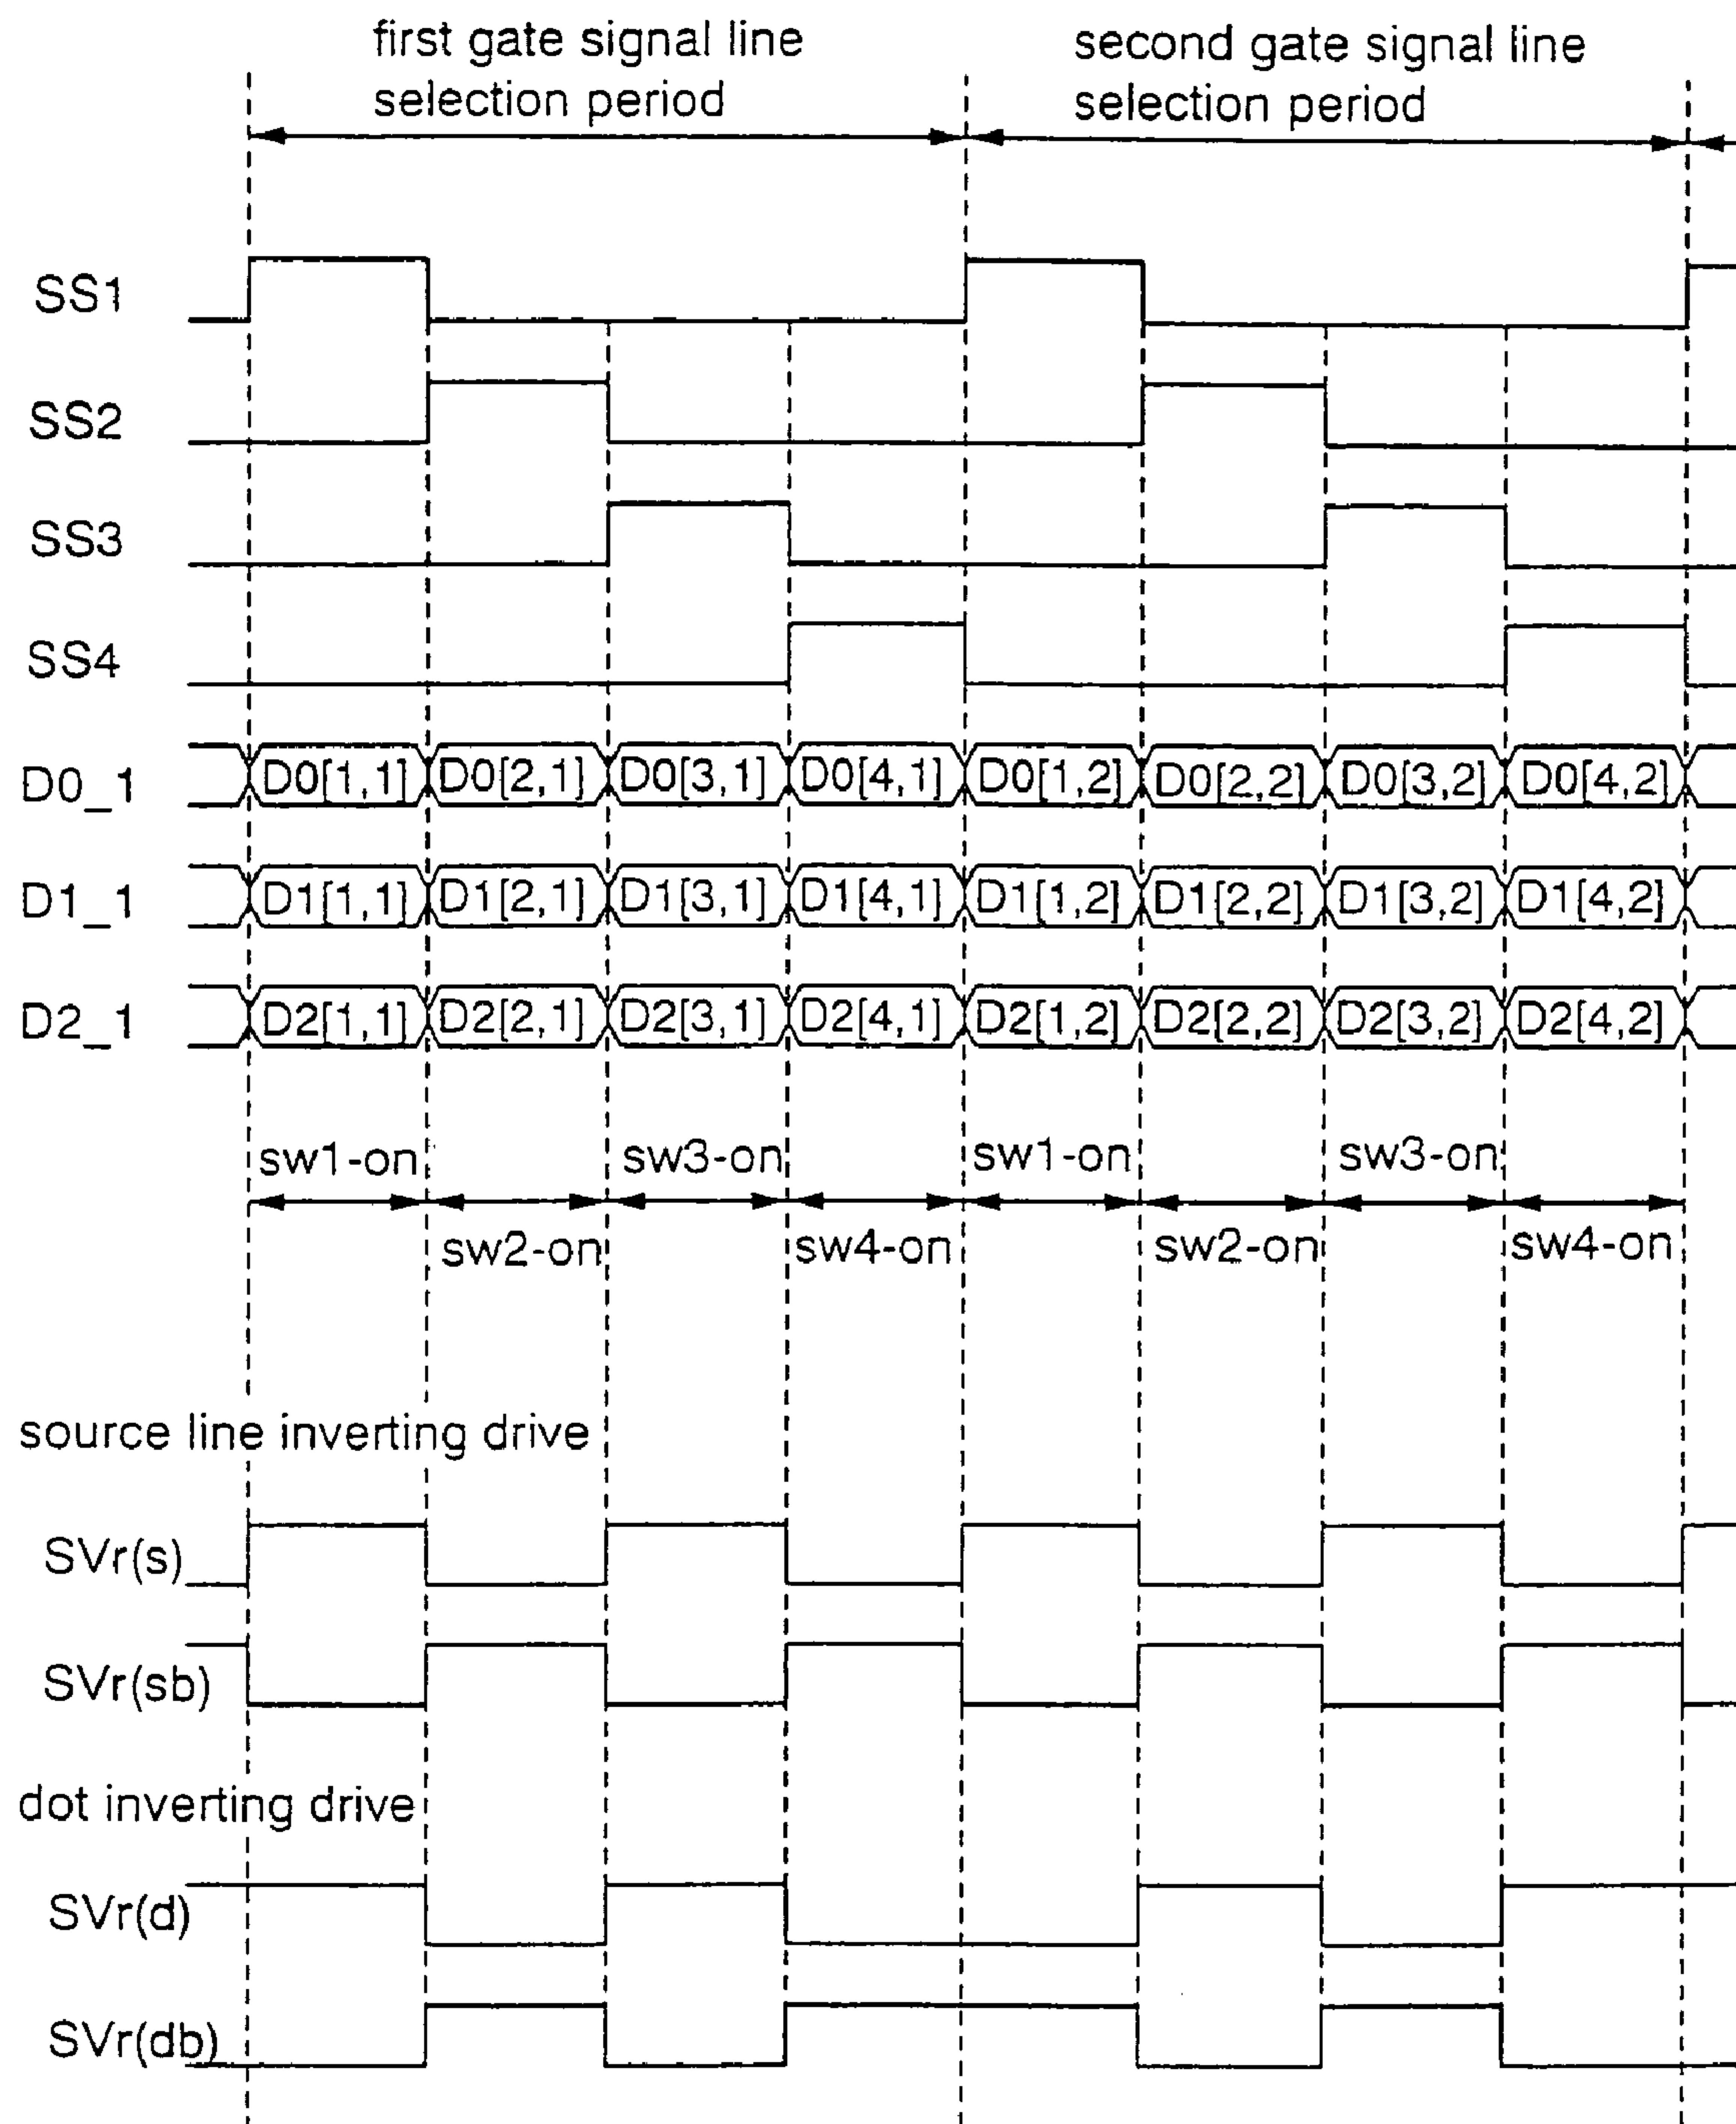 first gate signal line
selection period
second gate signal line
selection period
SS1
SS2
SS3
SS4
D0_1 D0[1,1] D0[2,1] D0[3,1] D0[4,1] D0[1,2] D0[2,2] D0[3,2] D0[4,2]
D1_1 D1[1,1] D1[2,1] D1[3,1] D1[4,1] D1[1,2] D1[2,2] D1[3,2] D1[4,2]
D2_1 D2[1,1] D2[2,1] D2[3,1] D2[4,1] D2[1,2] D2[2,2] D2[3,2] D2[4,2]
sw1-on sw3-on sw1-on sw3-on
sw2-on sw4-on sw2-on sw4-on
source line inverting drive
SVr(s)
SVr(sb)
dot inverting drive
SVr(d)
SVr(db)